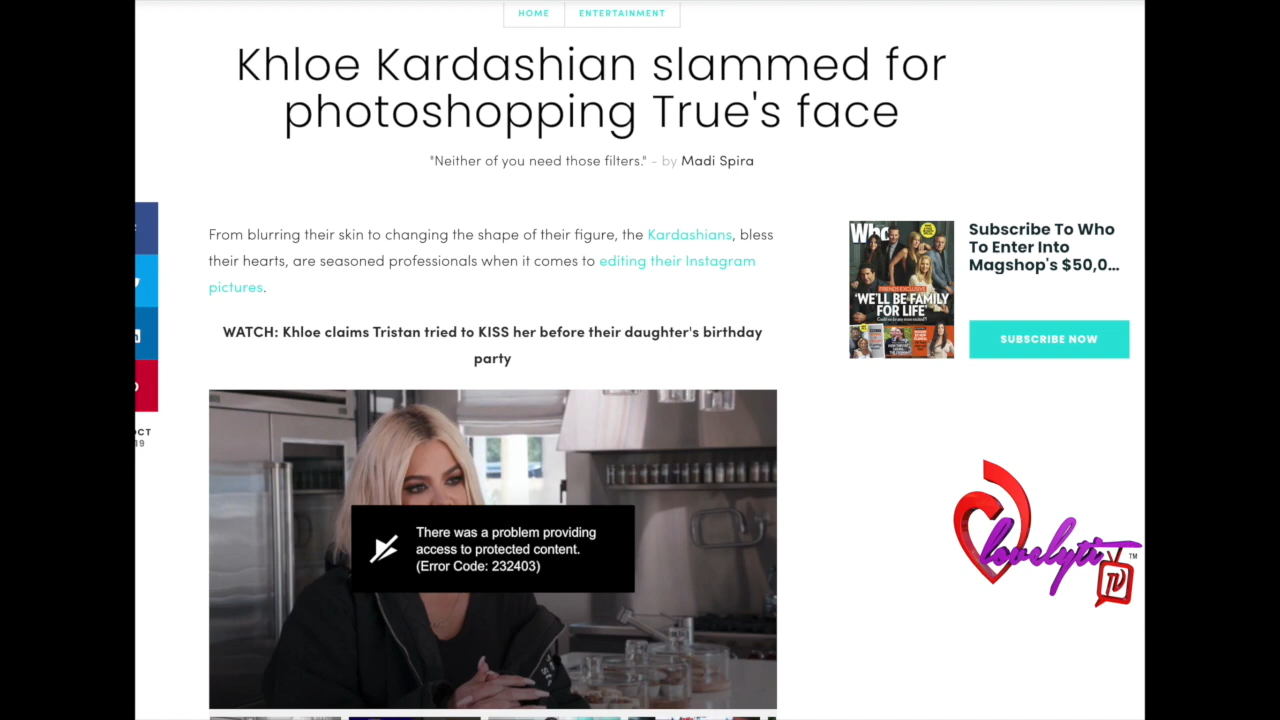 HOME
ENTERTAINMENT
Khloe Kardashian slammed for
photoshopping True's face
"Neither of you need those filters." - by Madi Spira
From blurring their skin to changing the shape of their figure, the Kardashians, bless
their hearts, are seasoned professionals when it comes to editing their Instagram
pictures.
WATCH: Khloe claims Tristan tried to KISS her before their daughter's birthday
party
There was a problem providing
access to protected content.
(Error Code: 232403)
Who
FRIENDS EXCLUSIVE
'WE'LL BE FAMILY
FOR LIFE'
Subscribe To Who
To Enter Into
Magshop's $50,0...
SUBSCRIBE NOW
lovelyti
TV
TM